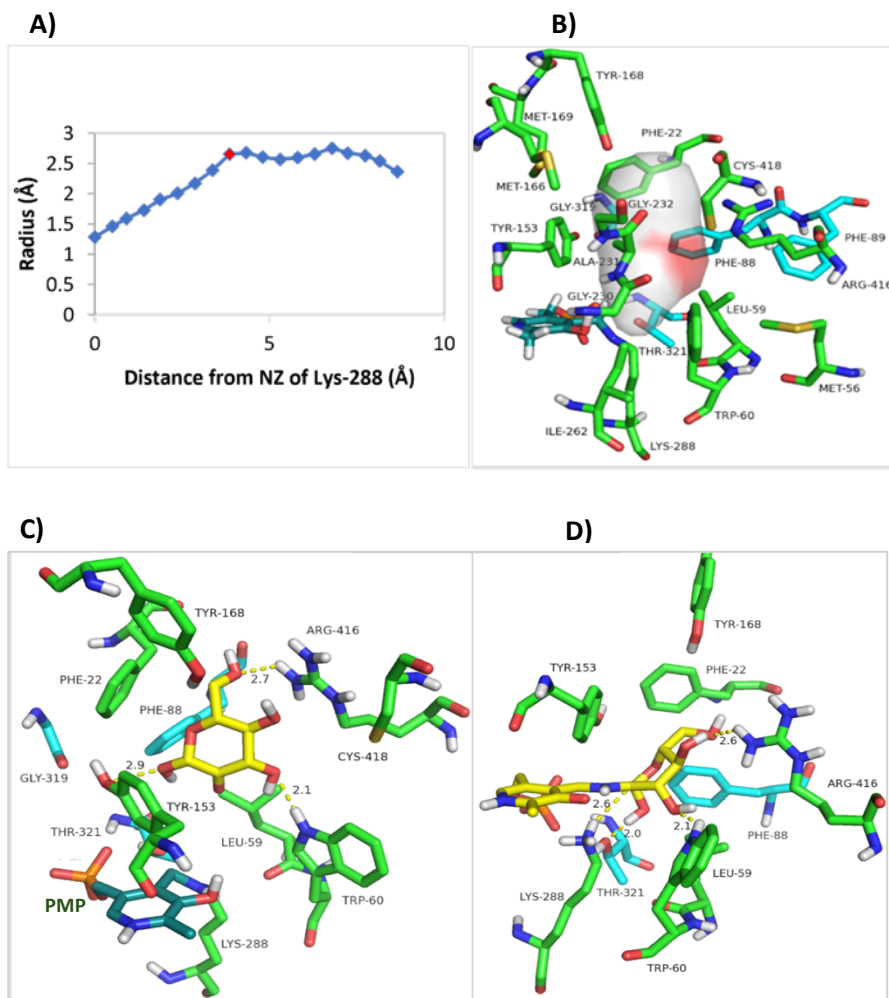 A)
B)
3
2.5
2
1.5
1
0.5
0
0
5
10
Radius (Å)
Distance from NZ of Lys-288 (Å)
TYR-168
MET-169
PHE-22
CYS-418
MET-166
GLY-319
GLY-232
TYR-153
PHE-89
PHE-88
ALA-231
ARG-416
GLY-230
LEU-59
THR-321
MET-56
TRP-60
ILE-262
LYS-288
C)
D)
TYR-168
ARG-416
2.7
PHE-22
PHE-88
CYS-418
GLY-319
2.9
2.1
TYR-153
THR-321
LEU-59
PMP
TRP-60
LYS-288
TYR-168
TYR-153
PHE-22
2.6
ARG-416
2.6
PHE-88
2.0
2.1
LEU-59
LYS-288
THR-321
TRP-60